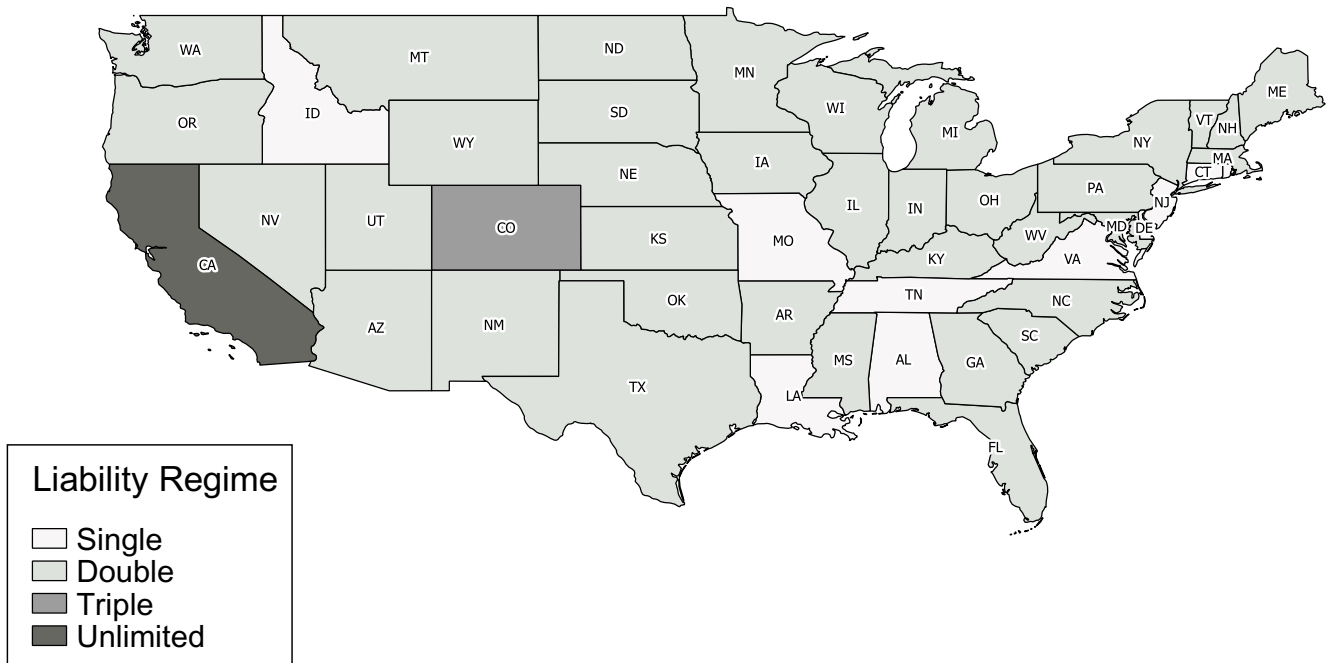 WA
MT
ND
MN
ME
ID
OR
SD
WI
MI
VT
NH
NY
WY
IA
MA
CT
NE
PA
NV
UT
CO
IL
IN
OH
NJ
KS
MO
WV
MD
DE
CA
KY
VA
AZ
NM
OK
AR
TN
NC
MS
AL
GA
SC
TX
LA
FL
Liability Regime
Single
Double
Triple
Unlimited